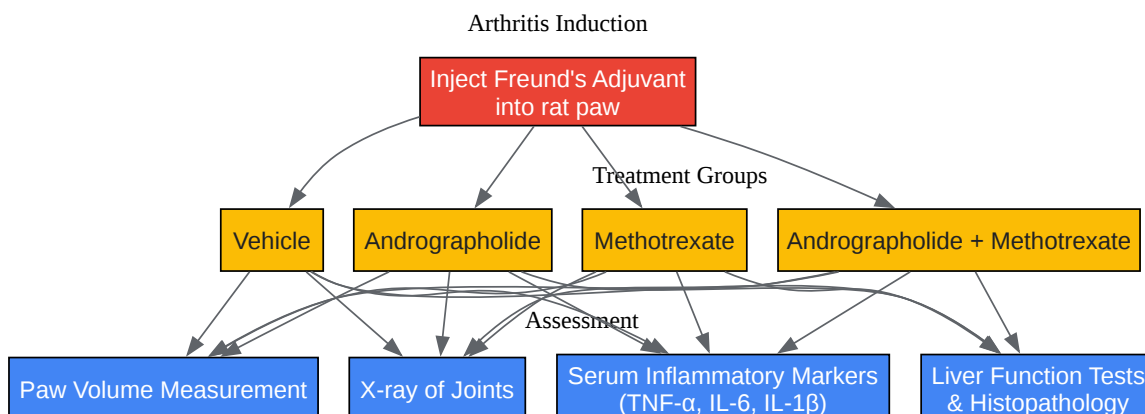 Arthritis Induction
Inject Freund's Adjuvant
into rat paw
Treatment Groups
Vehicle
Andrographolide
Methotrexate
Andrographolide + Methotrexate
Assessment
Paw Volume Measurement
X-ray of Joints
Serum Inflammatory Markers
(TNF-α, IL-6, IL-1β)
Liver Function Tests
& Histopathology